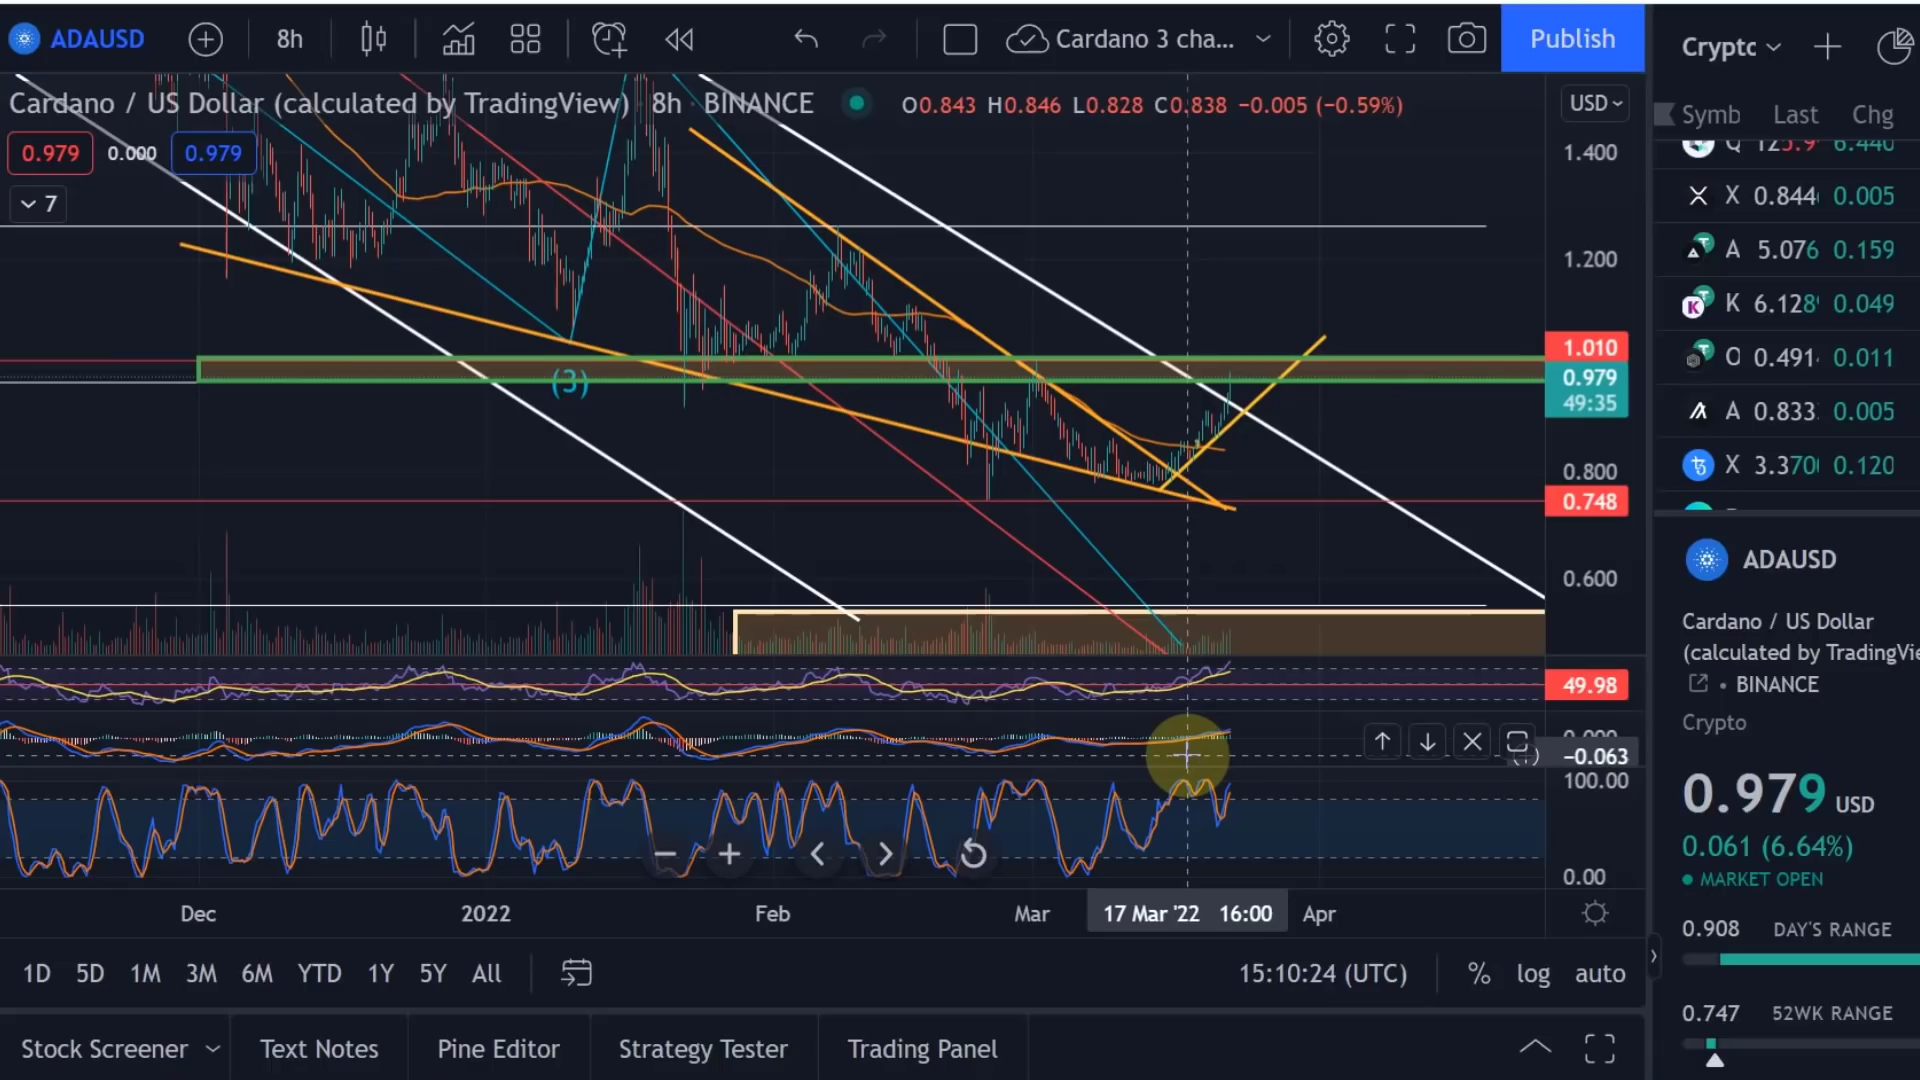 ADAUSD
8h
Cardano 3 cha...
Publish
Cardano / US Dollar (calculated by TradingView) 8h BINANCE
O0.843 H0.846 L0.828 C0.838 −0.005 (−0.59%)
0.979 0.000 0.979
7
USD
1.400
1.200
1.010
0.979
49:35
0.800
0.748
0.600
(3)
49.98
−0.063
100.00
0.00
Dec 2022 Feb Mar 17 Mar '22 16:00 Apr
1D 5D 1M 3M 6M YTD 1Y 5Y All
15:10:24 (UTC) % log auto
Stock Screener Text Notes Pine Editor Strategy Tester Trading Panel
Crypto
Symb Last Chg
X 0.844 0.005
A 5.076 0.159
K 6.128 0.049
O 0.491 0.011
A 0.833 0.005
X 3.370 0.120
ADAUSD
Cardano / US Dollar
(calculated by TradingVie
BINANCE
Crypto
0.979 USD
0.061 (6.64%)
MARKET OPEN
0.908 DAY'S RANGE
0.747 52WK RANGE